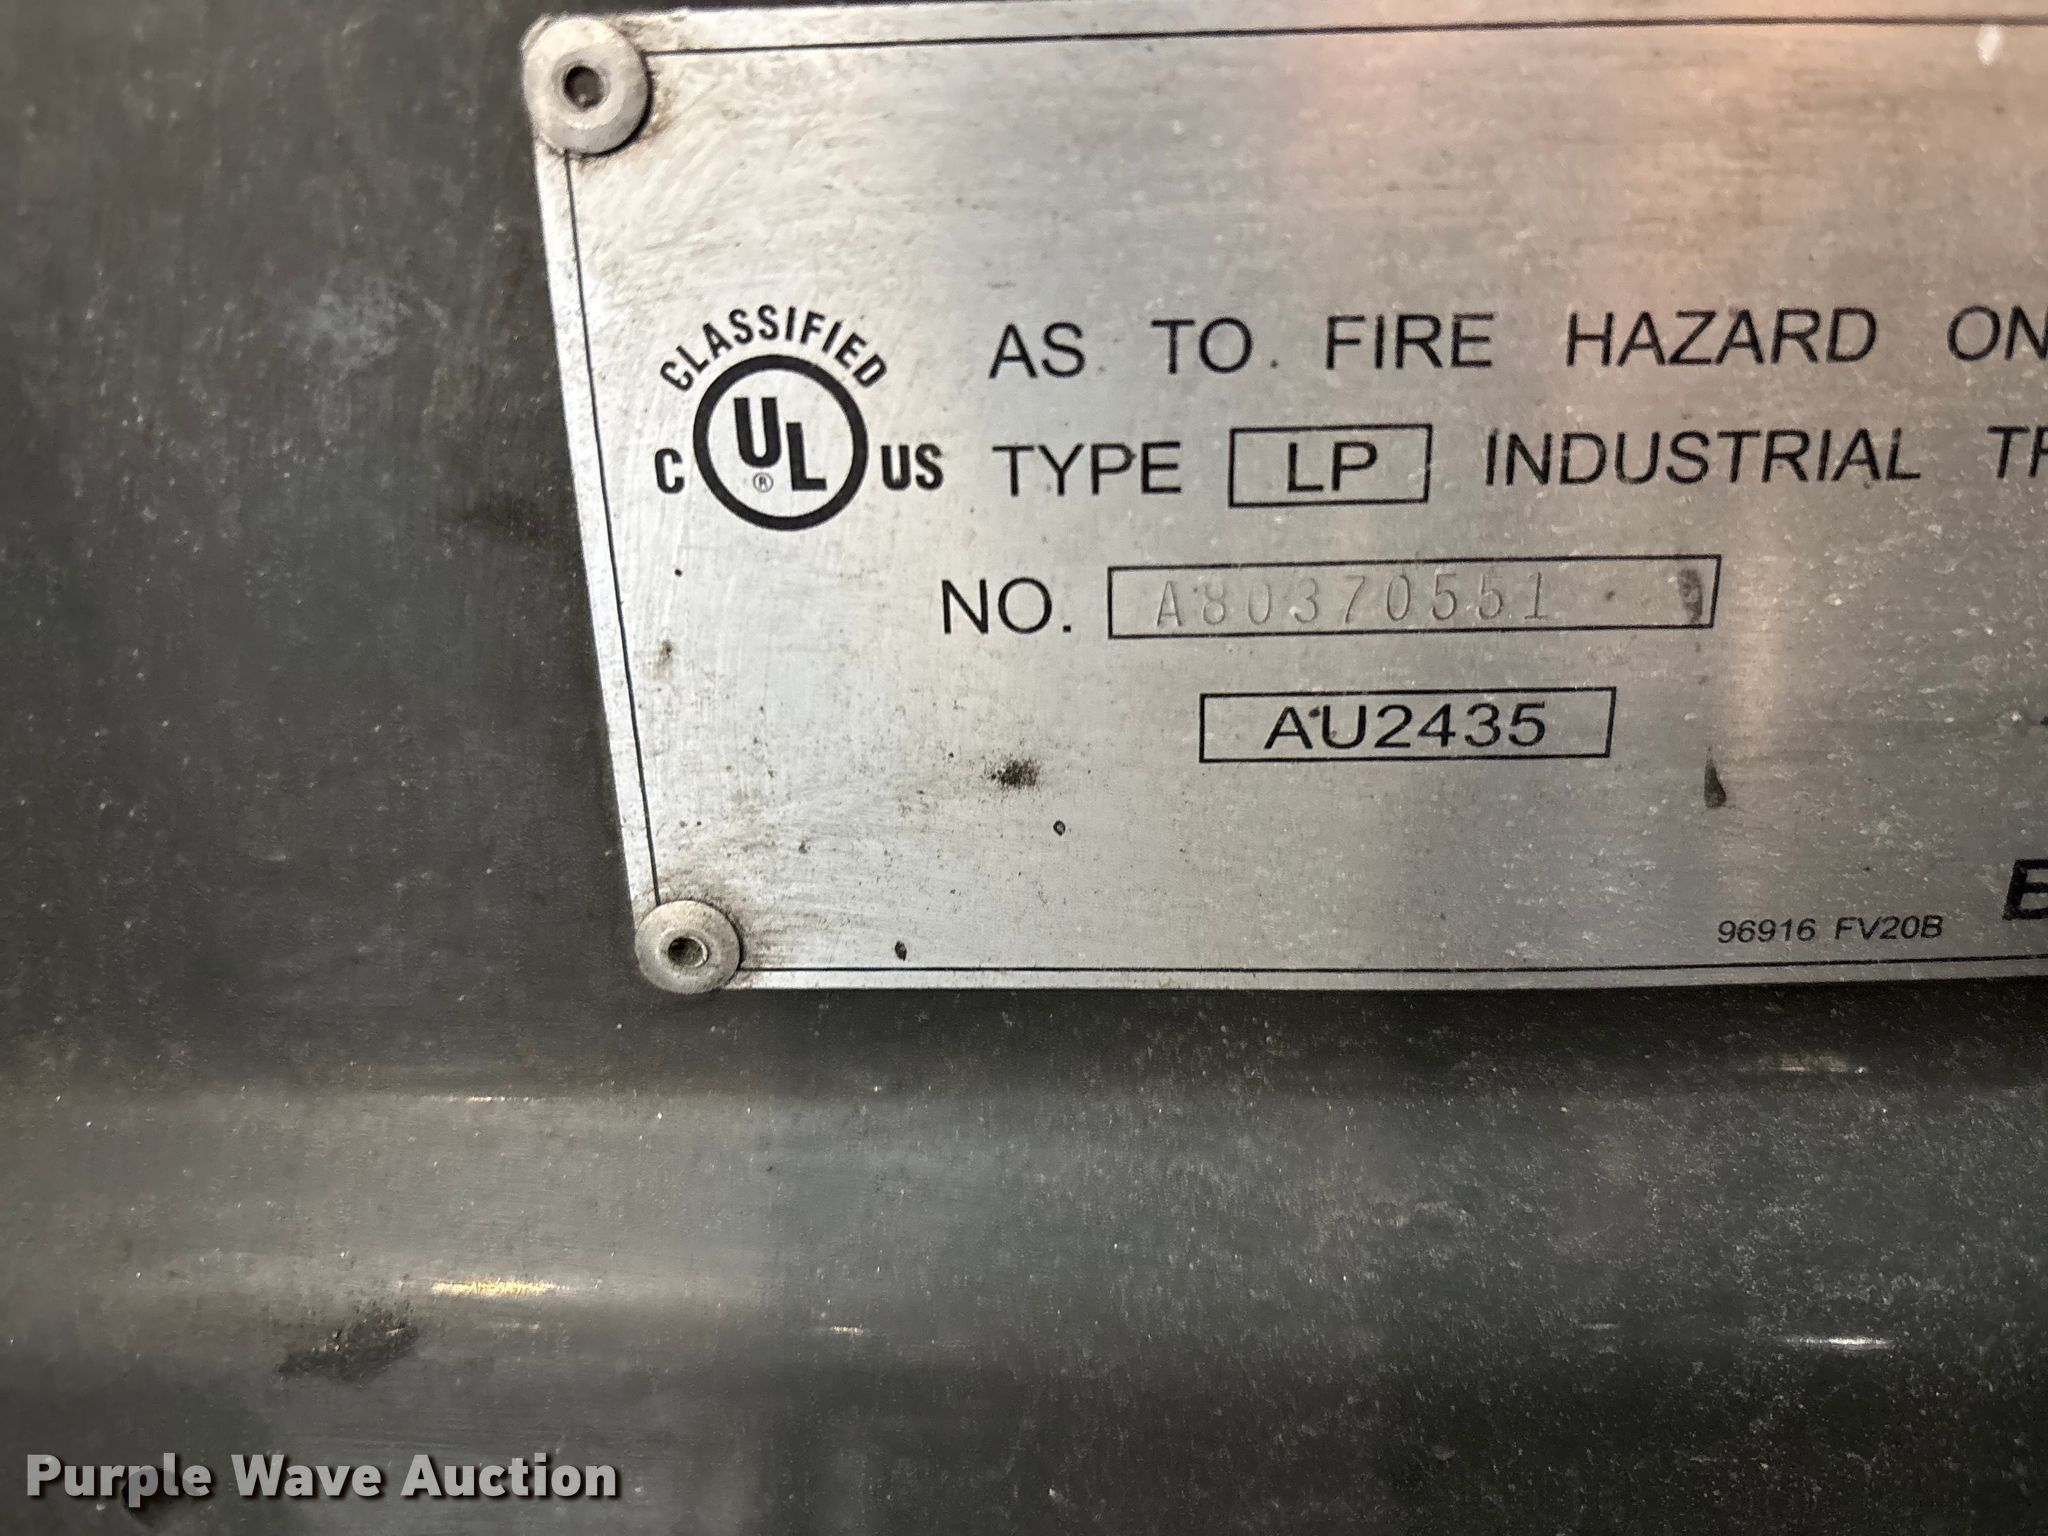 CLASSIFIED
C UL® US
AS TO FIRE HAZARD ON
TYPE LP INDUSTRIAL TR
NO. A80370551
AU2435
96916 FV20B
Purple Wave Auction